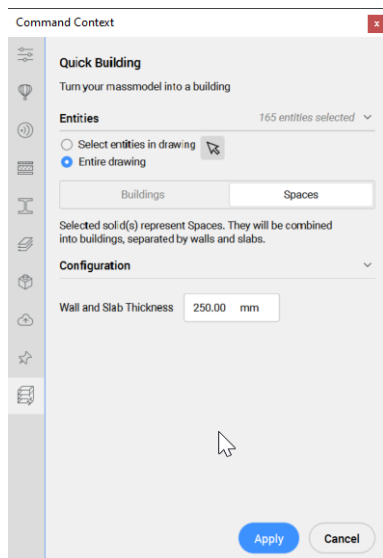 Command Context
x
Quick Building
Turn your massmodel into a building
Entities
165 entities selected
Select entities in drawing
Entire drawing
Buildings
Spaces
Selected solid(s) represent Spaces. They will be combined
into buildings, separated by walls and slabs.
Configuration
Wall and Slab Thickness
250.00 mm
Apply
Cancel